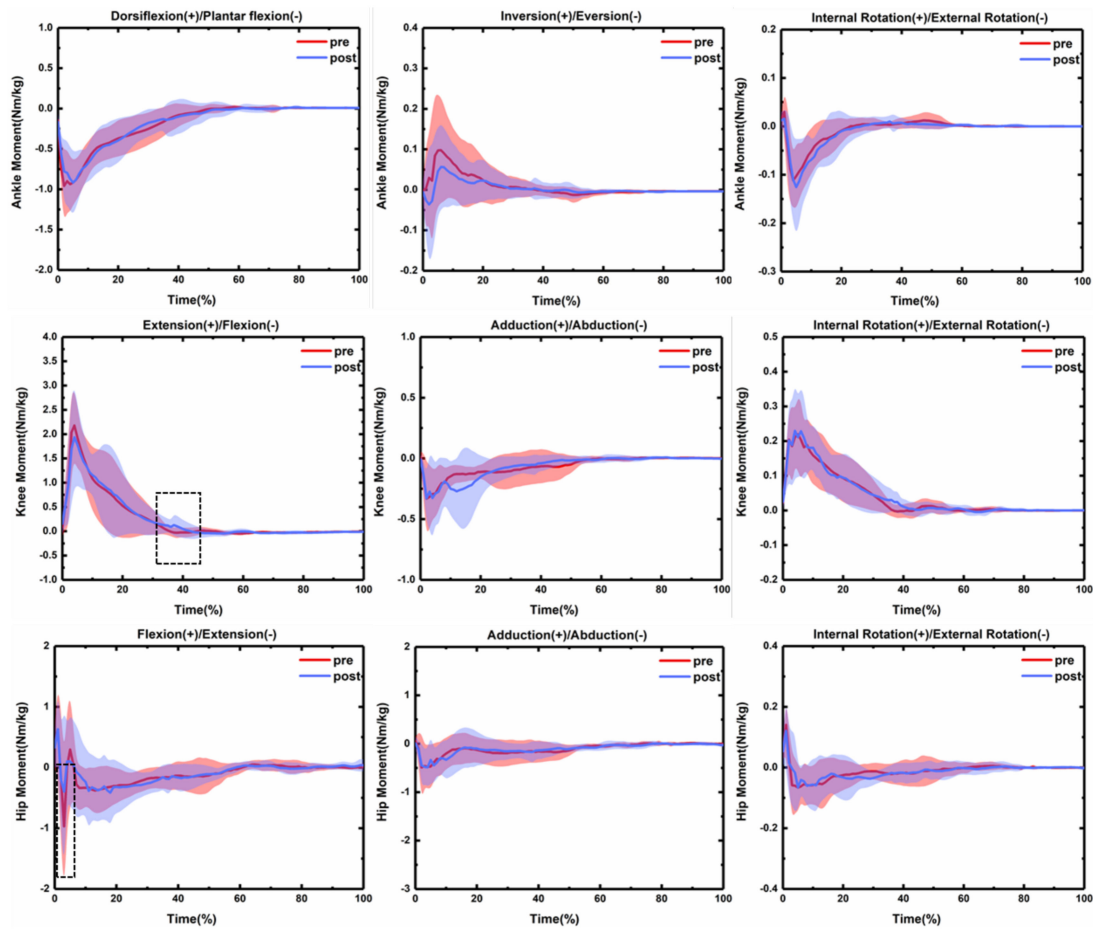 Dorsiflexion(+)/Plantar flexion(-)
Ankle Moment(Nm/kg)
1.0
0.5
0.0
-0.5
-1.0
-1.5
-2.0
pre
post
0 20 40 60 80 100
Time(%)
Inversion(+)/Eversion(-)
Ankle Moment(Nm/kg)
0.4
0.3
0.2
0.1
0.0
-0.1
-0.2
pre
post
0 20 40 60 80 100
Time(%)
Internal Rotation(+)/External Rotation(-)
Ankle Moment(Nm/kg)
0.2
0.1
0.0
-0.1
-0.2
-0.3
pre
post
0 20 40 60 80 100
Time(%)
Extension(+)/Flexion(-)
Knee Moment(Nm/kg)
4.0
3.5
3.0
2.5
2.0
1.5
1.0
0.5
0.0
-0.5
-1.0
pre
post
0 20 40 60 80 100
Time(%)
Adduction(+)/Abduction(-)
Knee Moment(Nm/kg)
1.0
0.5
0.0
-0.5
-1.0
pre
post
0 20 40 60 80 100
Time(%)
Internal Rotation(+)/External Rotation(-)
Knee Moment(Nm/kg)
0.5
0.4
0.3
0.2
0.1
0.0
-0.1
-0.2
pre
post
0 20 40 60 80 100
Time(%)
Flexion(+)/Extension(-)
Hip Moment(Nm/kg)
2
1
0
-1
-2
pre
post
0 20 40 60 80 100
Time(%)
Adduction(+)/Abduction(-)
Hip Moment(Nm/kg)
2
1
0
-1
-2
-3
pre
post
0 20 40 60 80 100
Time(%)
Internal Rotation(+)/External Rotation(-)
Hip Moment(Nm/kg)
0.4
0.2
0.0
-0.2
-0.4
pre
post
0 20 40 60 80 100
Time(%)